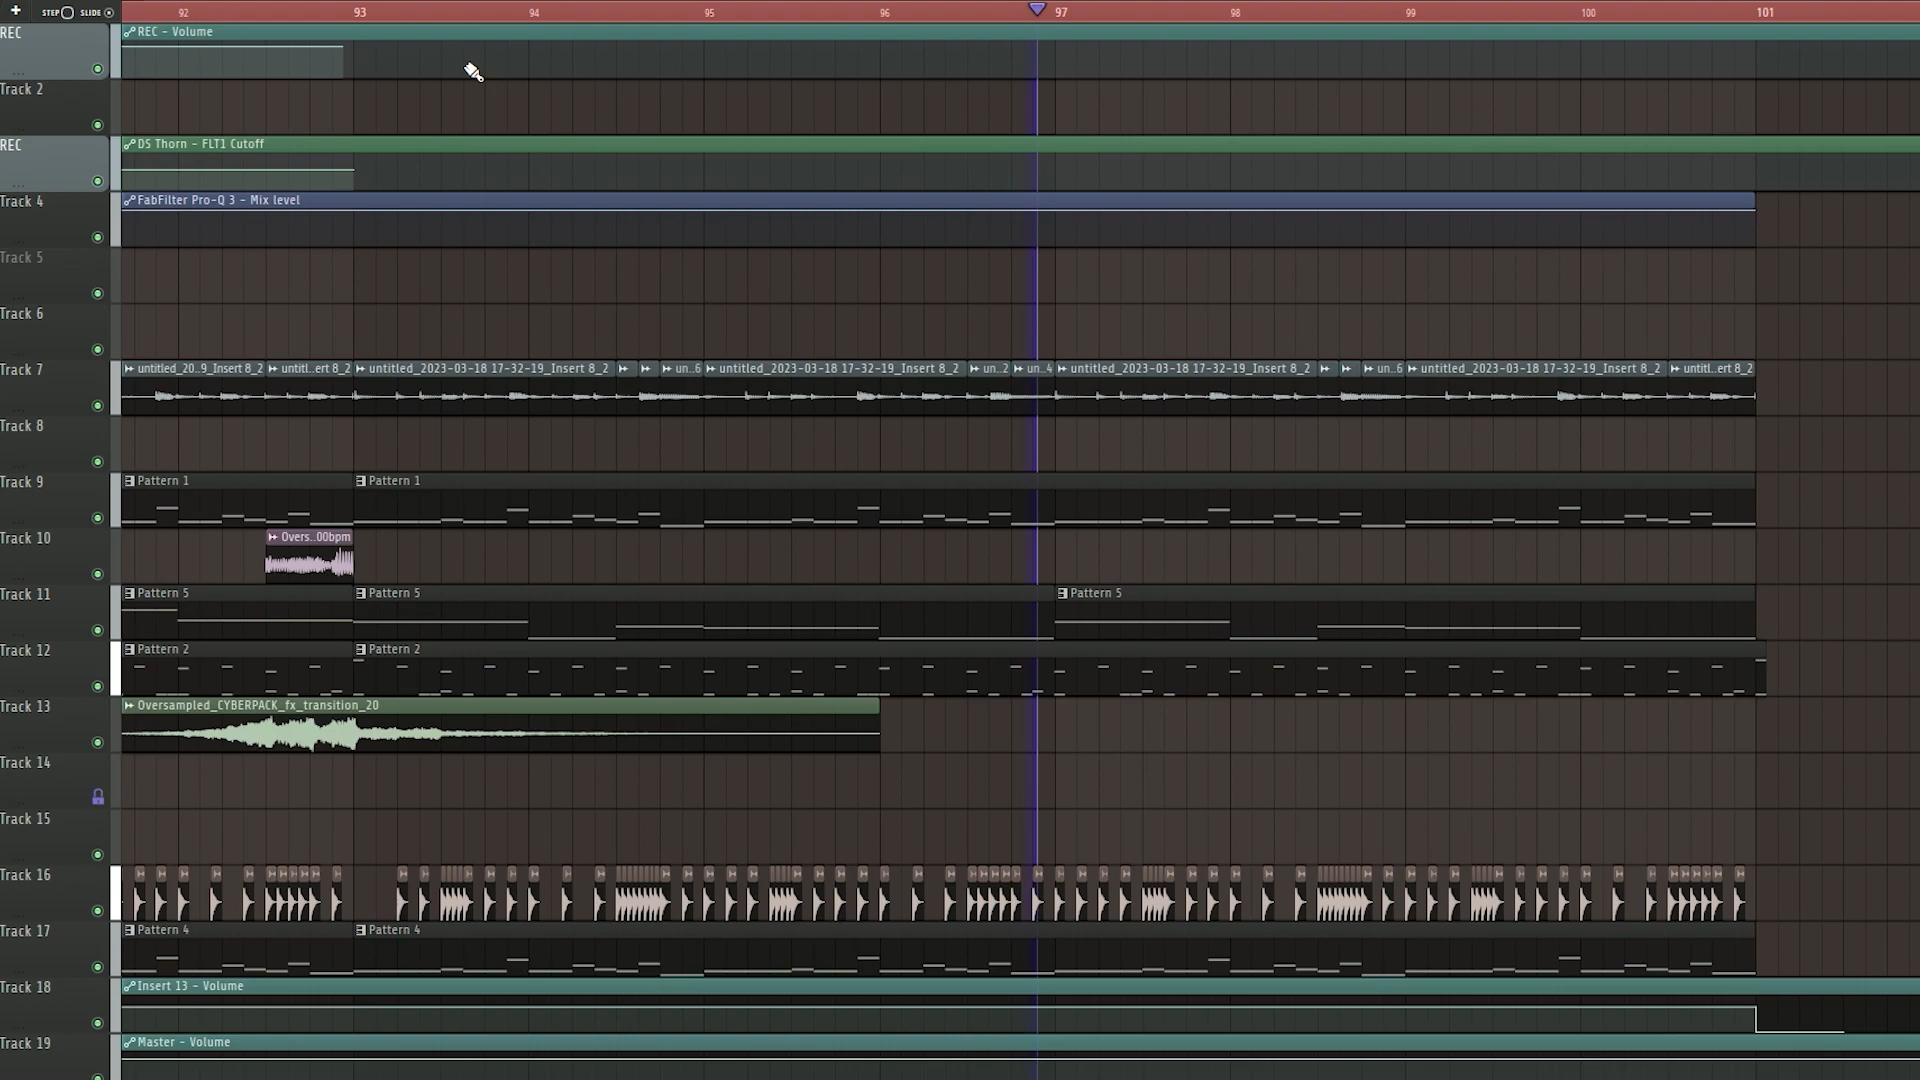 STEP SLIDE 92 93 94 95 96 97 98 99 100 101
REC REC - Volume
Track 2
REC DS Thorn - FLT1 Cutoff
Track 4 FabFilter Pro-Q 3 - Mix level
Track 5
Track 6
Track 7 untitled_20..9_Insert 8_2 untitl..ert 8_2 untitled_2023-03-18 17-32-19_Insert 8_2 un..6 untitled_2023-03-18 17-32-19_Insert 8_2 un..2 un..4 untitled_2023-03-18 17-32-19_Insert 8_2 un..6 untitled_2023-03-18 17-32-19_Insert 8_2 untitl..ert 8_2
Track 8
Track 9 Pattern 1 Pattern 1
Track 10 Overs..00bpm
Track 11 Pattern 5 Pattern 5 Pattern 5
Track 12 Pattern 2 Pattern 2
Track 13 Oversampled_CYBERPACK_fx_transition_20
Track 14
Track 15
Track 16
Track 17 Pattern 4 Pattern 4
Track 18 Insert 13 - Volume
Track 19 Master - Volume